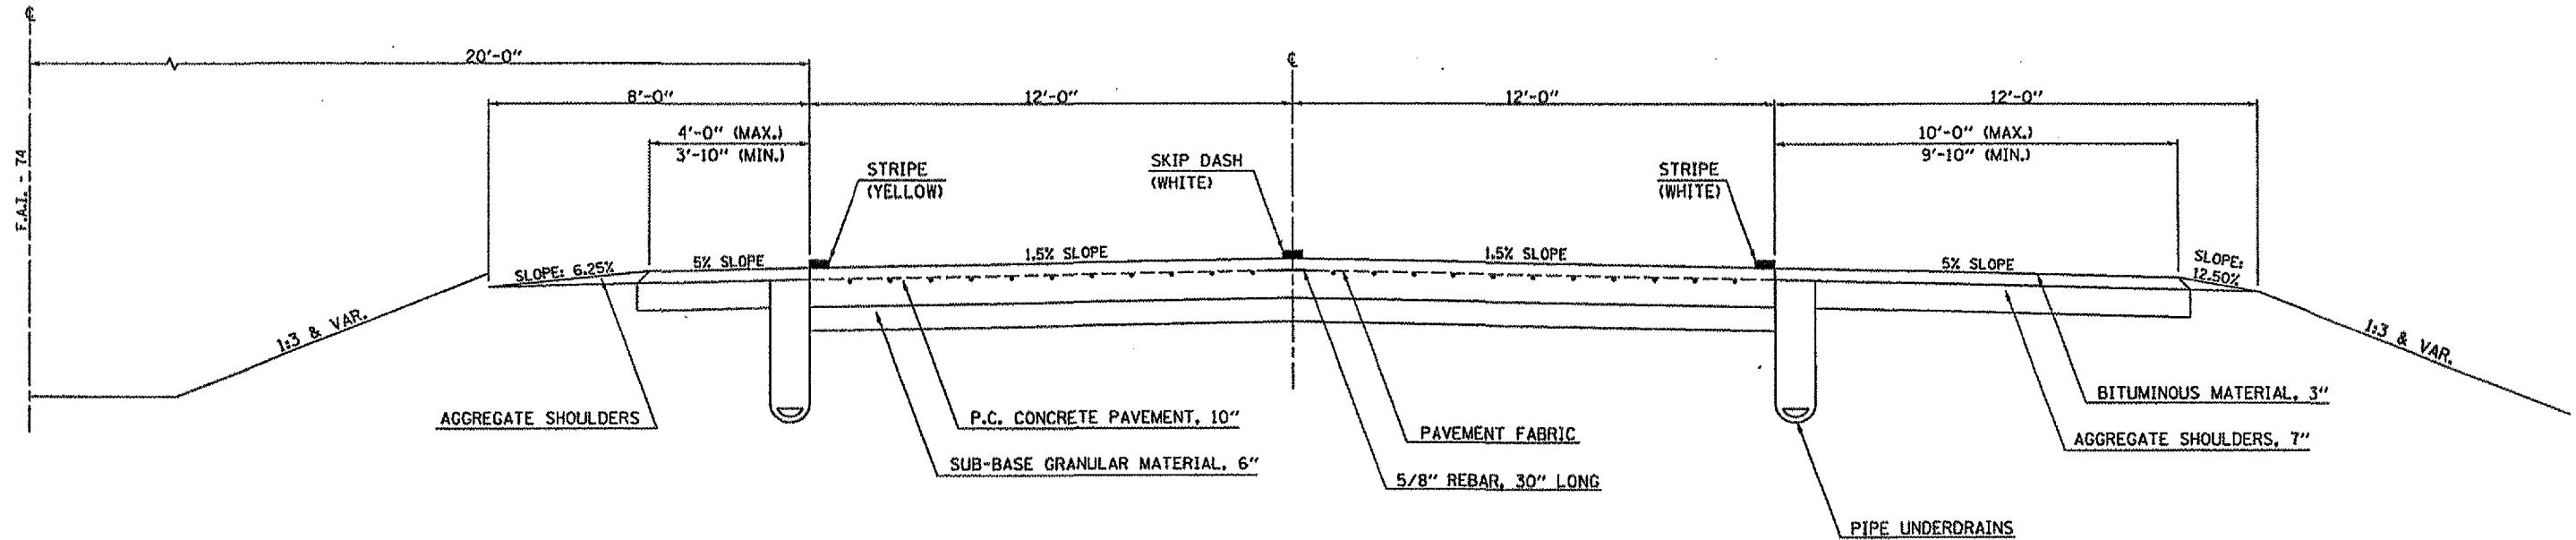 ℄
20'-0"
℄
8'-0"
12'-0"
12'-0"
12'-0"
4'-0" (MAX.)
3'-10" (MIN.)
10'-0" (MAX.)
9'-10" (MIN.)
F.A.I. - 74
STRIPE
(YELLOW)
SKIP DASH
(WHITE)
STRIPE
(WHITE)
SLOPE: 6.25%
5% SLOPE
1.5% SLOPE
1.5% SLOPE
5% SLOPE
SLOPE:
12.50%
1:3 & VAR.
1:3 & VAR.
AGGREGATE SHOULDERS
P.C. CONCRETE PAVEMENT, 10"
SUB-BASE GRANULAR MATERIAL, 6"
PAVEMENT FABRIC
5/8" REBAR, 30" LONG
BITUMINOUS MATERIAL, 3"
AGGREGATE SHOULDERS, 7"
PIPE UNDERDRAINS